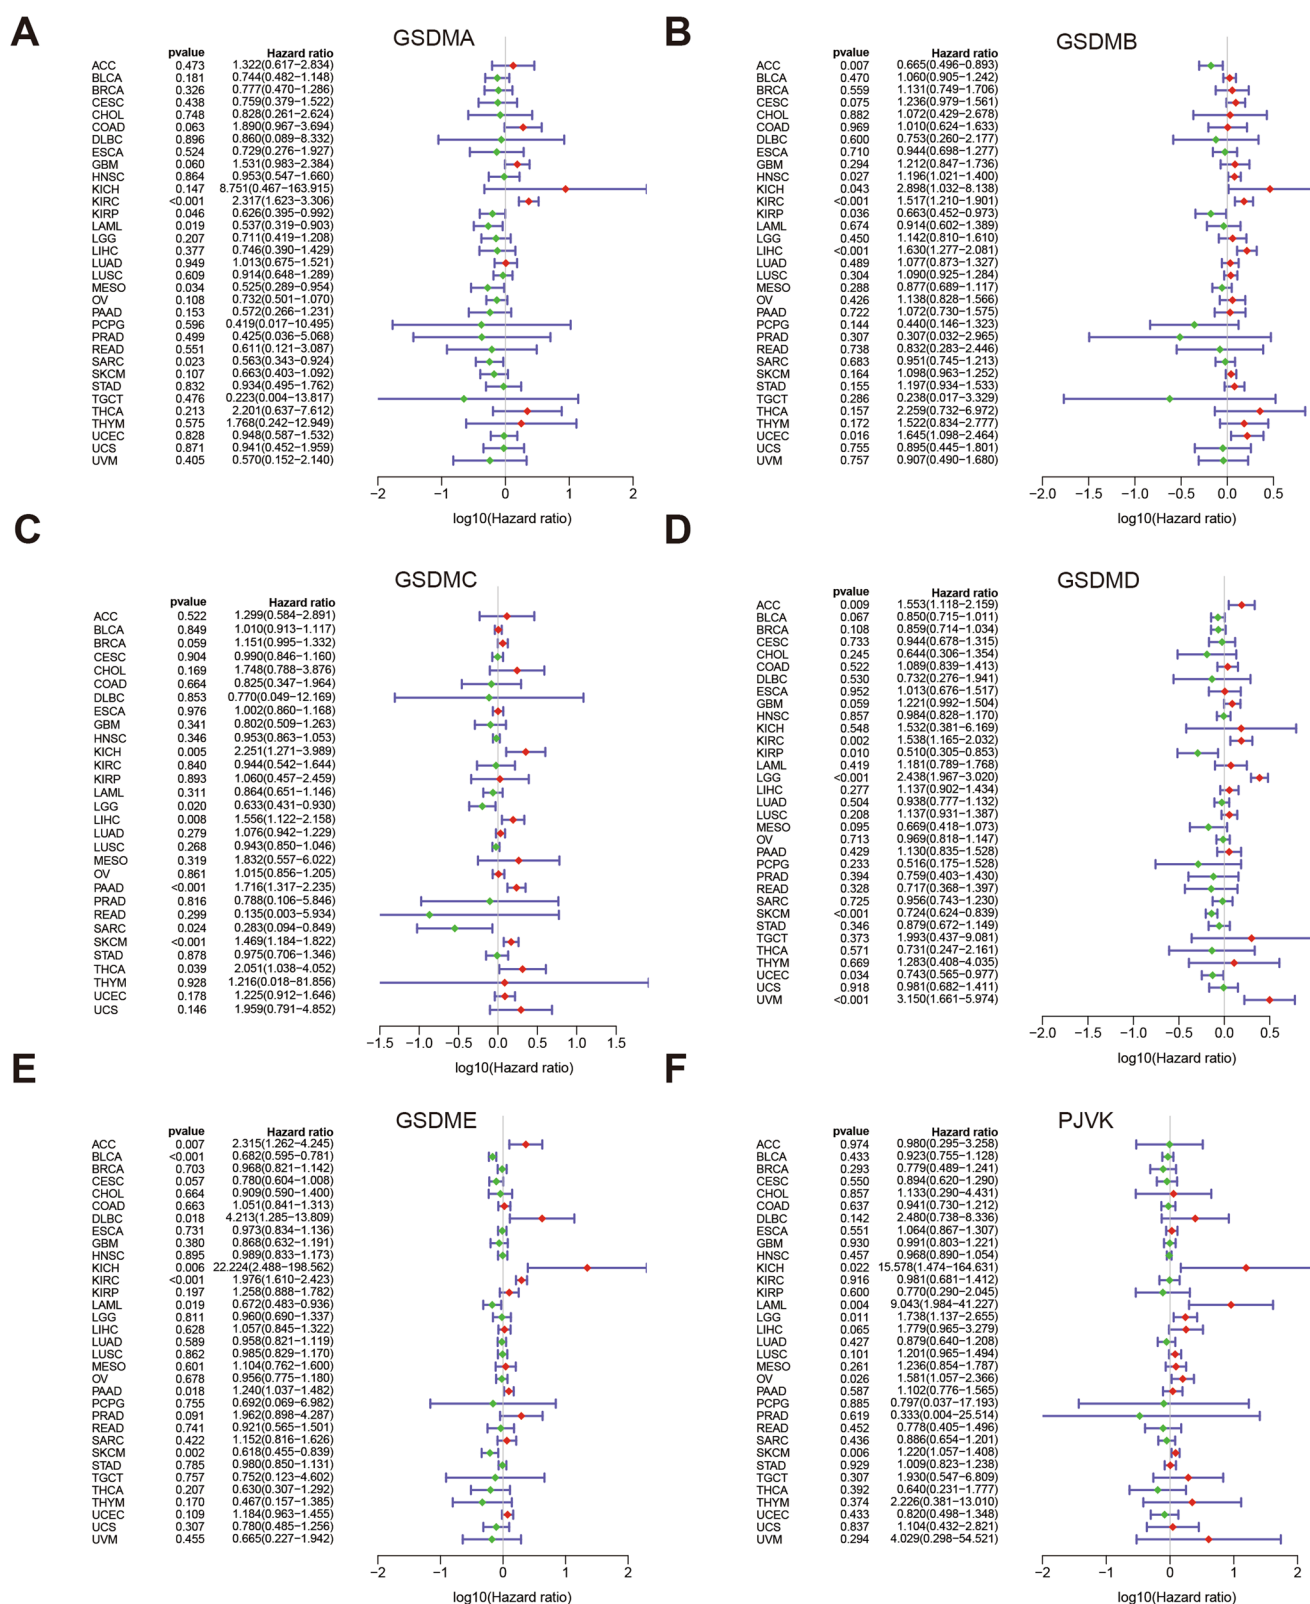 A
GSDMA
pvalue Hazard ratio
ACC 0.473 1.322(0.617−2.834)
BLCA 0.181 0.744(0.482−1.148)
BRCA 0.326 0.777(0.470−1.286)
CESC 0.438 0.759(0.379−1.522)
CHOL 0.748 0.828(0.261−2.624)
COAD 0.063 1.890(0.967−3.694)
DLBC 0.896 0.860(0.089−8.332)
ESCA 0.524 0.729(0.276−1.927)
GBM 0.060 1.531(0.983−2.384)
HNSC 0.864 0.953(0.547−1.660)
KICH 0.147 8.751(0.467−163.915)
KIRC <0.001 2.317(1.623−3.306)
KIRP 0.046 0.626(0.395−0.992)
LAML 0.019 0.537(0.319−0.903)
LGG 0.207 0.711(0.419−1.208)
LIHC 0.377 0.746(0.390−1.429)
LUAD 0.949 1.013(0.675−1.521)
LUSC 0.609 0.914(0.648−1.289)
MESO 0.034 0.525(0.289−0.954)
OV 0.108 0.732(0.501−1.070)
PAAD 0.153 0.572(0.266−1.231)
PCPG 0.596 0.419(0.017−10.495)
PRAD 0.499 0.425(0.036−5.068)
READ 0.551 0.611(0.121−3.087)
SARC 0.023 0.563(0.343−0.924)
SKCM 0.107 0.663(0.403−1.092)
STAD 0.832 0.934(0.495−1.762)
TGCT 0.476 0.223(0.004−13.817)
THCA 0.213 2.201(0.637−7.612)
THYM 0.575 1.768(0.242−12.949)
UCEC 0.828 0.948(0.587−1.532)
UCS 0.871 0.941(0.452−1.959)
UVM 0.405 0.570(0.152−2.140)
−2 −1 0 1 2
log10(Hazard ratio)
B
GSDMB
pvalue Hazard ratio
ACC 0.007 0.665(0.496−0.893)
BLCA 0.470 1.060(0.905−1.242)
BRCA 0.559 1.131(0.749−1.706)
CESC 0.075 1.236(0.979−1.561)
CHOL 0.882 1.072(0.429−2.678)
COAD 0.969 1.010(0.624−1.633)
DLBC 0.600 0.753(0.260−2.177)
ESCA 0.710 0.944(0.698−1.277)
GBM 0.294 1.212(0.847−1.736)
HNSC 0.027 1.196(1.021−1.400)
KICH 0.043 2.898(1.032−8.138)
KIRC <0.001 1.517(1.210−1.901)
KIRP 0.036 0.663(0.452−0.973)
LAML 0.674 0.914(0.602−1.389)
LGG 0.450 1.142(0.810−1.610)
LIHC <0.001 1.630(1.277−2.081)
LUAD 0.489 1.077(0.873−1.327)
LUSC 0.304 1.090(0.925−1.284)
MESO 0.288 0.877(0.689−1.117)
OV 0.426 1.138(0.828−1.566)
PAAD 0.722 1.072(0.730−1.575)
PCPG 0.144 0.440(0.146−1.323)
PRAD 0.307 0.307(0.032−2.965)
READ 0.738 0.832(0.283−2.446)
SARC 0.683 0.951(0.745−1.213)
SKCM 0.164 1.098(0.963−1.252)
STAD 0.155 1.197(0.934−1.533)
TGCT 0.286 0.238(0.017−3.329)
THCA 0.157 2.259(0.732−6.972)
THYM 0.172 1.522(0.834−2.777)
UCEC 0.016 1.645(1.098−2.464)
UCS 0.755 0.895(0.445−1.801)
UVM 0.757 0.907(0.490−1.680)
−2.0 −1.5 −1.0 −0.5 0 0.5
log10(Hazard ratio)
C
GSDMC
pvalue Hazard ratio
ACC 0.522 1.299(0.584−2.891)
BLCA 0.849 1.010(0.913−1.117)
BRCA 0.059 1.151(0.995−1.332)
CESC 0.904 0.990(0.846−1.160)
CHOL 0.169 1.748(0.788−3.876)
COAD 0.664 0.825(0.347−1.964)
DLBC 0.853 0.770(0.049−12.169)
ESCA 0.976 1.002(0.860−1.168)
GBM 0.341 0.802(0.509−1.263)
HNSC 0.346 0.953(0.863−1.053)
KICH 0.005 2.251(1.271−3.989)
KIRC 0.840 0.944(0.542−1.644)
KIRP 0.893 1.060(0.457−2.459)
LAML 0.311 0.864(0.651−1.146)
LGG 0.020 0.633(0.431−0.930)
LIHC 0.008 1.556(1.122−2.158)
LUAD 0.279 1.076(0.942−1.229)
LUSC 0.268 0.943(0.850−1.046)
MESO 0.319 1.832(0.557−6.022)
OV 0.861 1.015(0.856−1.205)
PAAD <0.001 1.716(1.317−2.235)
PRAD 0.816 0.788(0.106−5.846)
READ 0.299 0.135(0.003−5.934)
SARC 0.024 0.283(0.094−0.849)
SKCM <0.001 1.469(1.184−1.822)
STAD 0.878 0.975(0.706−1.346)
THCA 0.039 2.051(1.038−4.052)
THYM 0.928 1.216(0.018−81.856)
UCEC 0.178 1.225(0.912−1.646)
UCS 0.146 1.959(0.791−4.852)
−1.5 −1.0 −0.5 0.0 0.5 1.0 1.5
log10(Hazard ratio)
D
GSDMD
pvalue Hazard ratio
ACC 0.009 1.553(1.118−2.159)
BLCA 0.067 0.850(0.715−1.011)
BRCA 0.108 0.859(0.714−1.034)
CESC 0.733 0.944(0.678−1.315)
CHOL 0.245 0.644(0.306−1.354)
COAD 0.522 1.089(0.839−1.413)
DLBC 0.530 0.732(0.276−1.941)
ESCA 0.952 1.013(0.676−1.517)
GBM 0.059 1.221(0.992−1.504)
HNSC 0.857 0.984(0.828−1.170)
KICH 0.548 1.532(0.381−6.169)
KIRC 0.002 1.538(1.165−2.032)
KIRP 0.010 0.510(0.305−0.853)
LAML 0.419 1.181(0.789−1.768)
LGG <0.001 2.438(1.967−3.020)
LIHC 0.277 1.137(0.902−1.434)
LUAD 0.504 0.938(0.777−1.132)
LUSC 0.208 1.137(0.931−1.387)
MESO 0.095 0.669(0.418−1.073)
OV 0.713 0.969(0.818−1.147)
PAAD 0.429 1.130(0.835−1.528)
PCPG 0.233 0.516(0.175−1.528)
PRAD 0.394 0.759(0.403−1.430)
READ 0.328 0.717(0.368−1.397)
SARC 0.725 0.956(0.743−1.230)
SKCM <0.001 0.724(0.624−0.839)
STAD 0.346 0.879(0.672−1.149)
TGCT 0.373 1.993(0.437−9.081)
THCA 0.571 0.731(0.247−2.161)
THYM 0.669 1.283(0.408−4.035)
UCEC 0.034 0.743(0.565−0.977)
UCS 0.918 0.981(0.682−1.411)
UVM <0.001 3.150(1.661−5.974)
−2.0 −1.5 −1.0 −0.5 0 0.5
log10(Hazard ratio)
E
GSDME
pvalue Hazard ratio
ACC 0.007 2.315(1.262−4.245)
BLCA <0.001 0.682(0.595−0.781)
BRCA 0.703 0.968(0.821−1.142)
CESC 0.057 0.780(0.604−1.008)
CHOL 0.664 0.909(0.590−1.400)
COAD 0.663 1.051(0.841−1.313)
DLBC 0.018 4.213(1.285−13.809)
ESCA 0.731 0.973(0.834−1.136)
GBM 0.380 0.868(0.632−1.191)
HNSC 0.895 0.989(0.833−1.173)
KICH 0.006 22.224(2.488−198.562)
KIRC <0.001 1.976(1.610−2.423)
KIRP 0.197 1.258(0.888−1.782)
LAML 0.019 0.672(0.483−0.936)
LGG 0.811 0.960(0.690−1.337)
LIHC 0.628 1.057(0.845−1.322)
LUAD 0.589 0.958(0.821−1.119)
LUSC 0.862 0.985(0.829−1.170)
MESO 0.601 1.104(0.762−1.600)
OV 0.678 0.956(0.775−1.180)
PAAD 0.018 1.240(1.037−1.482)
PCPG 0.755 0.692(0.069−6.982)
PRAD 0.091 1.962(0.898−4.287)
READ 0.741 0.921(0.565−1.501)
SARC 0.422 1.152(0.816−1.626)
SKCM 0.002 0.618(0.455−0.839)
STAD 0.785 0.980(0.850−1.131)
TGCT 0.757 0.752(0.123−4.602)
THCA 0.207 0.630(0.307−1.292)
THYM 0.170 0.467(0.157−1.385)
UCEC 0.109 1.184(0.963−1.455)
UCS 0.307 0.780(0.485−1.256)
UVM 0.455 0.665(0.227−1.942)
−2 −1 0 1 2
log10(Hazard ratio)
F
PJVK
pvalue Hazard ratio
ACC 0.974 0.980(0.295−3.258)
BLCA 0.433 0.923(0.755−1.128)
BRCA 0.293 0.779(0.489−1.241)
CESC 0.550 0.894(0.620−1.290)
CHOL 0.857 1.133(0.290−4.431)
COAD 0.637 0.941(0.730−1.212)
DLBC 0.142 2.480(0.738−8.336)
ESCA 0.551 1.064(0.867−1.307)
GBM 0.930 0.991(0.803−1.221)
HNSC 0.457 0.968(0.890−1.054)
KICH 0.022 15.578(1.474−164.631)
KIRC 0.916 0.981(0.681−1.412)
KIRP 0.600 0.770(0.290−2.045)
LAML 0.004 9.043(1.984−41.227)
LGG 0.011 1.738(1.137−2.655)
LIHC 0.065 1.779(0.965−3.279)
LUAD 0.427 0.879(0.640−1.208)
LUSC 0.101 1.201(0.965−1.494)
MESO 0.261 1.236(0.854−1.787)
OV 0.026 1.581(1.057−2.366)
PAAD 0.587 1.102(0.776−1.565)
PCPG 0.885 0.797(0.037−17.193)
PRAD 0.619 0.333(0.004−25.514)
READ 0.452 0.778(0.405−1.496)
SARC 0.436 0.886(0.654−1.201)
SKCM 0.006 1.220(1.057−1.408)
STAD 0.929 1.009(0.823−1.238)
TGCT 0.307 1.930(0.547−6.809)
THCA 0.392 0.640(0.231−1.777)
THYM 0.374 2.226(0.381−13.010)
UCEC 0.433 0.820(0.498−1.348)
UCS 0.837 1.104(0.432−2.821)
UVM 0.294 4.029(0.298−54.521)
−2 −1 0 1 2
log10(Hazard ratio)